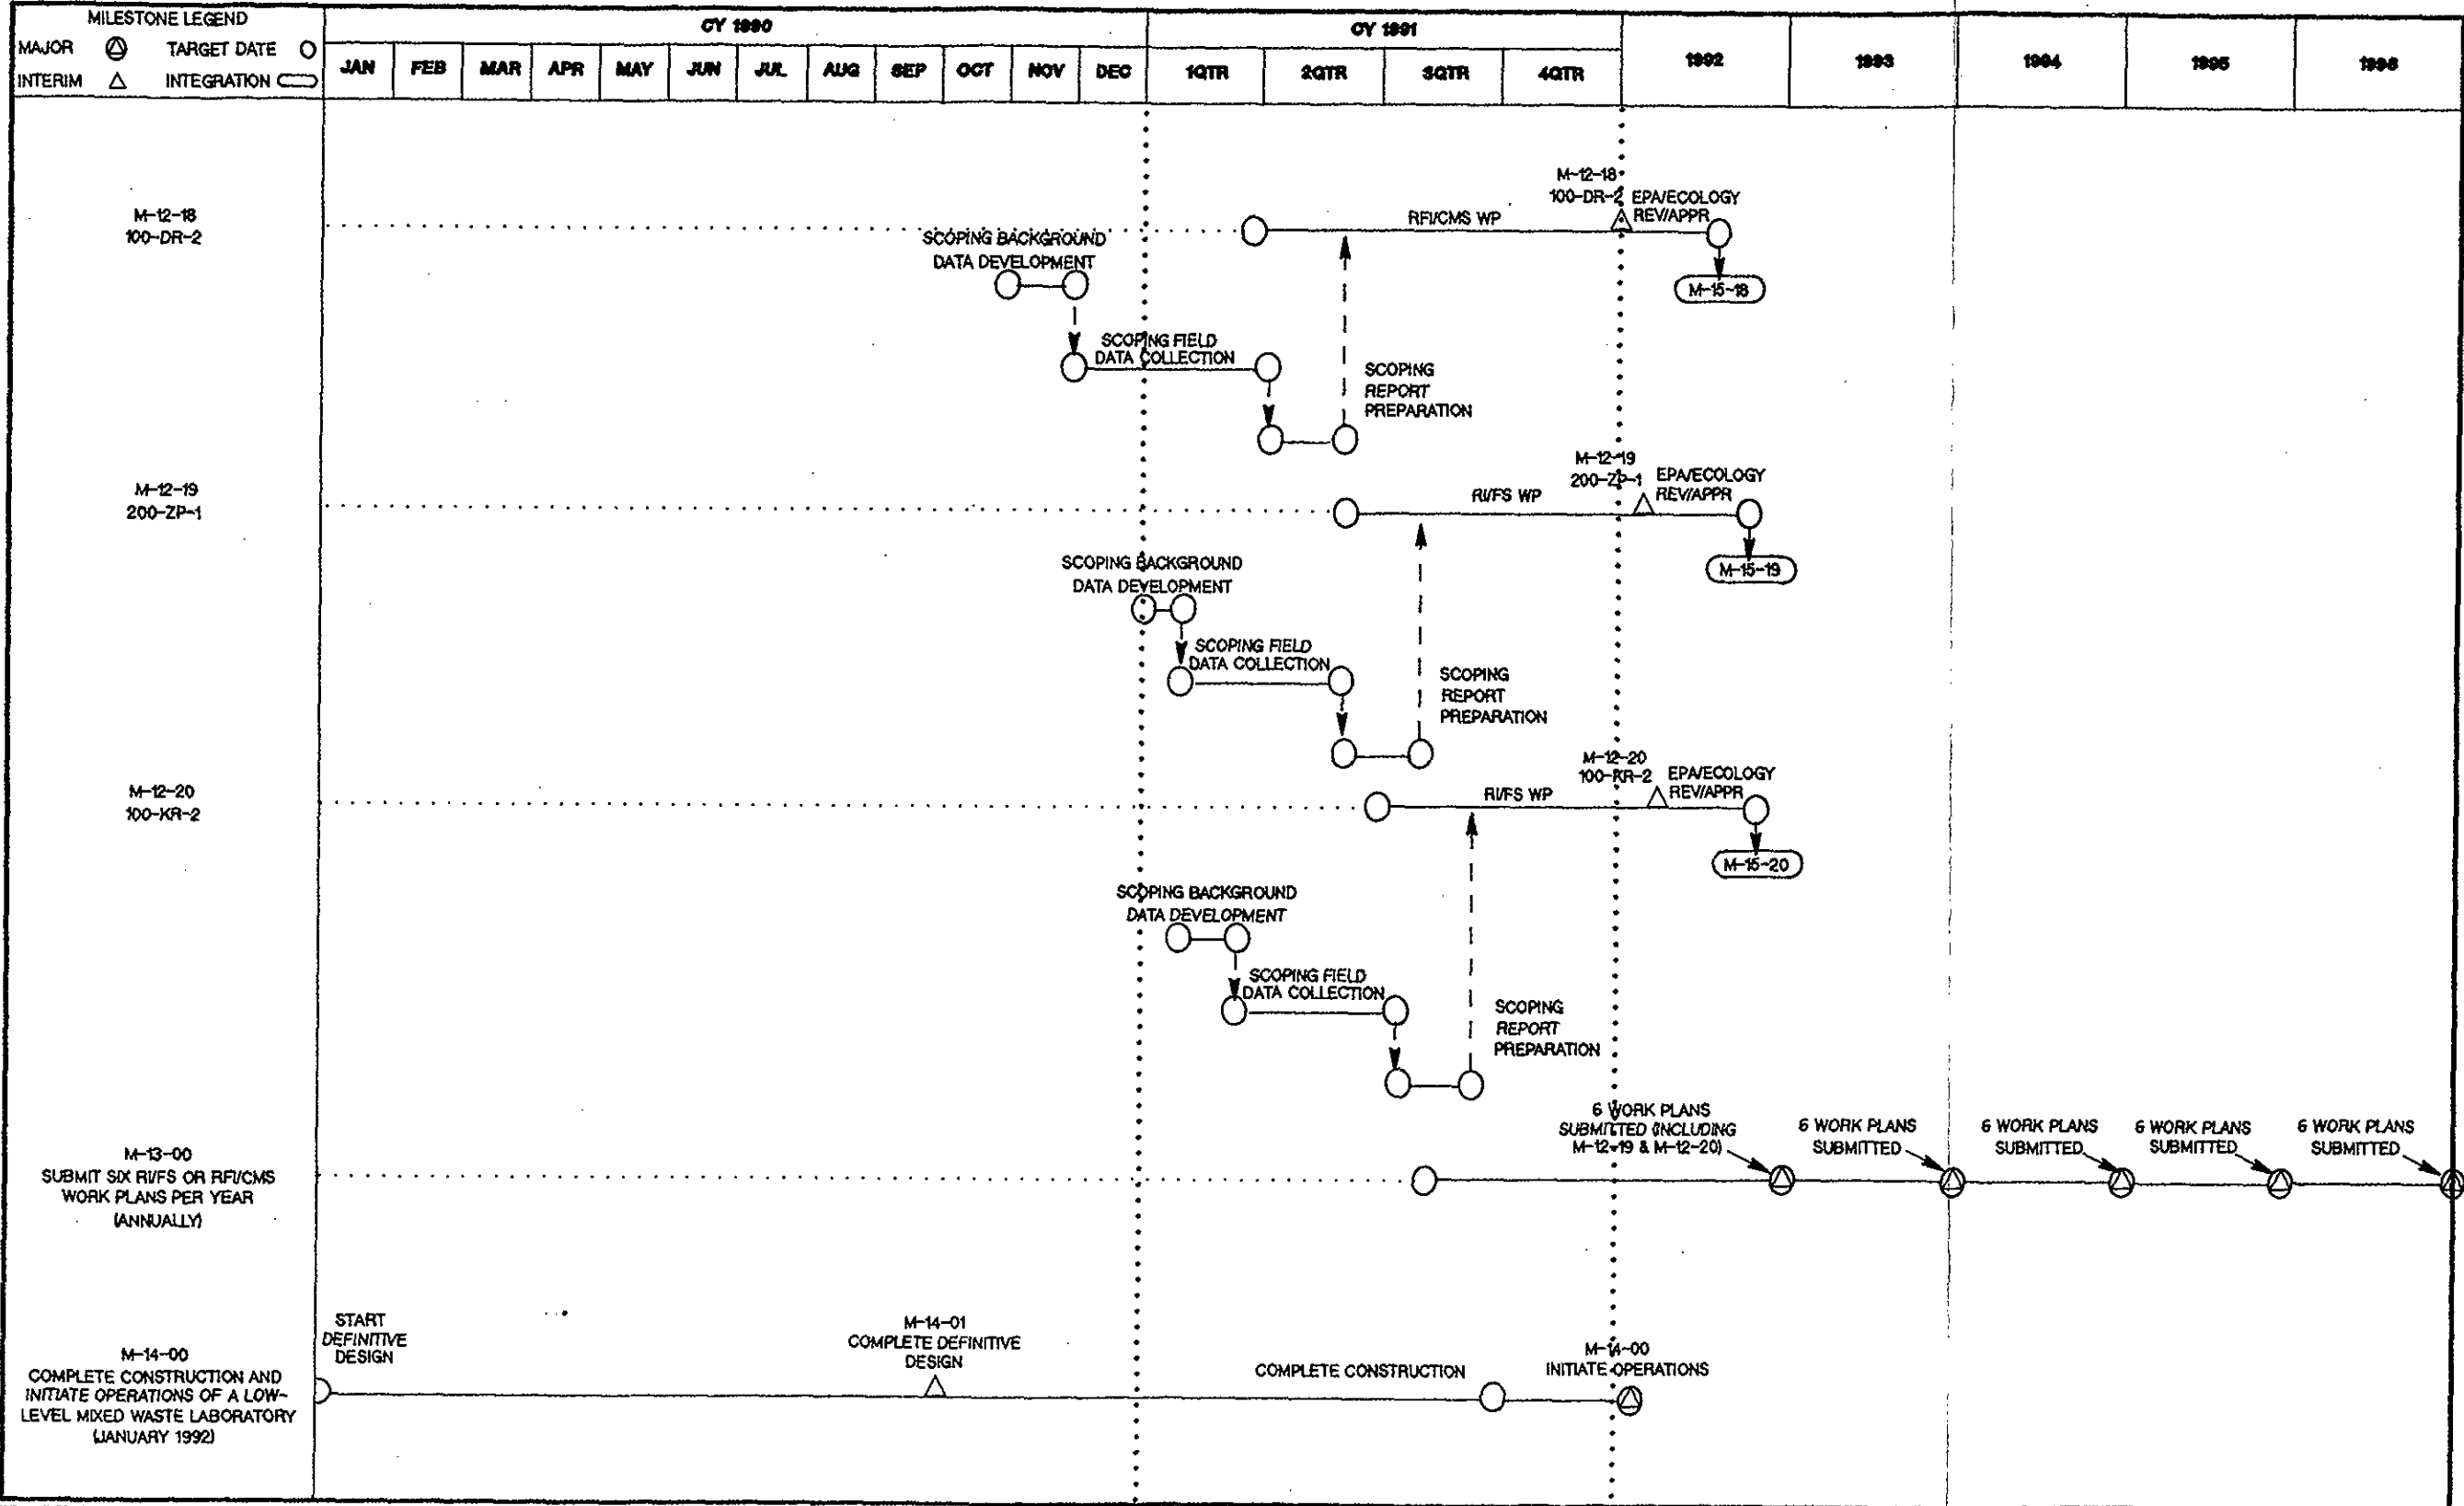 MILESTONE LEGEND
MAJOR TARGET DATE
INTERIM INTEGRATION
CY 1990
CY 1991
JAN FEB MAR APR MAY JUN JUL AUG SEP OCT NOV DEC 1QTR 2QTR 3QTR 4QTR 1992 1993 1994 1995 1996
M-12-18
100-DR-2
M-12-18
100-DR-2
EPA/ECOLOGY
REV/APPR
RFI/CMS WP
M-15-18
SCOPING BACKGROUND
DATA DEVELOPMENT
SCOPING FIELD
DATA COLLECTION
SCOPING
REPORT
PREPARATION
M-12-19
200-ZP-1
M-12-19
200-ZP-1
EPA/ECOLOGY
REV/APPR
RI/FS WP
M-15-19
SCOPING BACKGROUND
DATA DEVELOPMENT
SCOPING FIELD
DATA COLLECTION
SCOPING
REPORT
PREPARATION
M-12-20
100-KR-2
M-12-20
100-KR-2
EPA/ECOLOGY
REV/APPR
RI/FS WP
M-15-20
SCOPING BACKGROUND
DATA DEVELOPMENT
SCOPING FIELD
DATA COLLECTION
SCOPING
REPORT
PREPARATION
M-13-00
SUBMIT SIX RI/FS OR RFI/CMS
WORK PLANS PER YEAR
(ANNUALLY)
6 WORK PLANS
SUBMITTED (INCLUDING
M-12-19 & M-12-20)
6 WORK PLANS
SUBMITTED
6 WORK PLANS
SUBMITTED
6 WORK PLANS
SUBMITTED
6 WORK PLANS
SUBMITTED
M-14-00
COMPLETE CONSTRUCTION AND
INITIATE OPERATIONS OF A LOW-
LEVEL MIXED WASTE LABORATORY
(JANUARY 1992)
START
DEFINITIVE
DESIGN
M-14-01
COMPLETE DEFINITIVE
DESIGN
COMPLETE CONSTRUCTION
M-14-00
INITIATE OPERATIONS